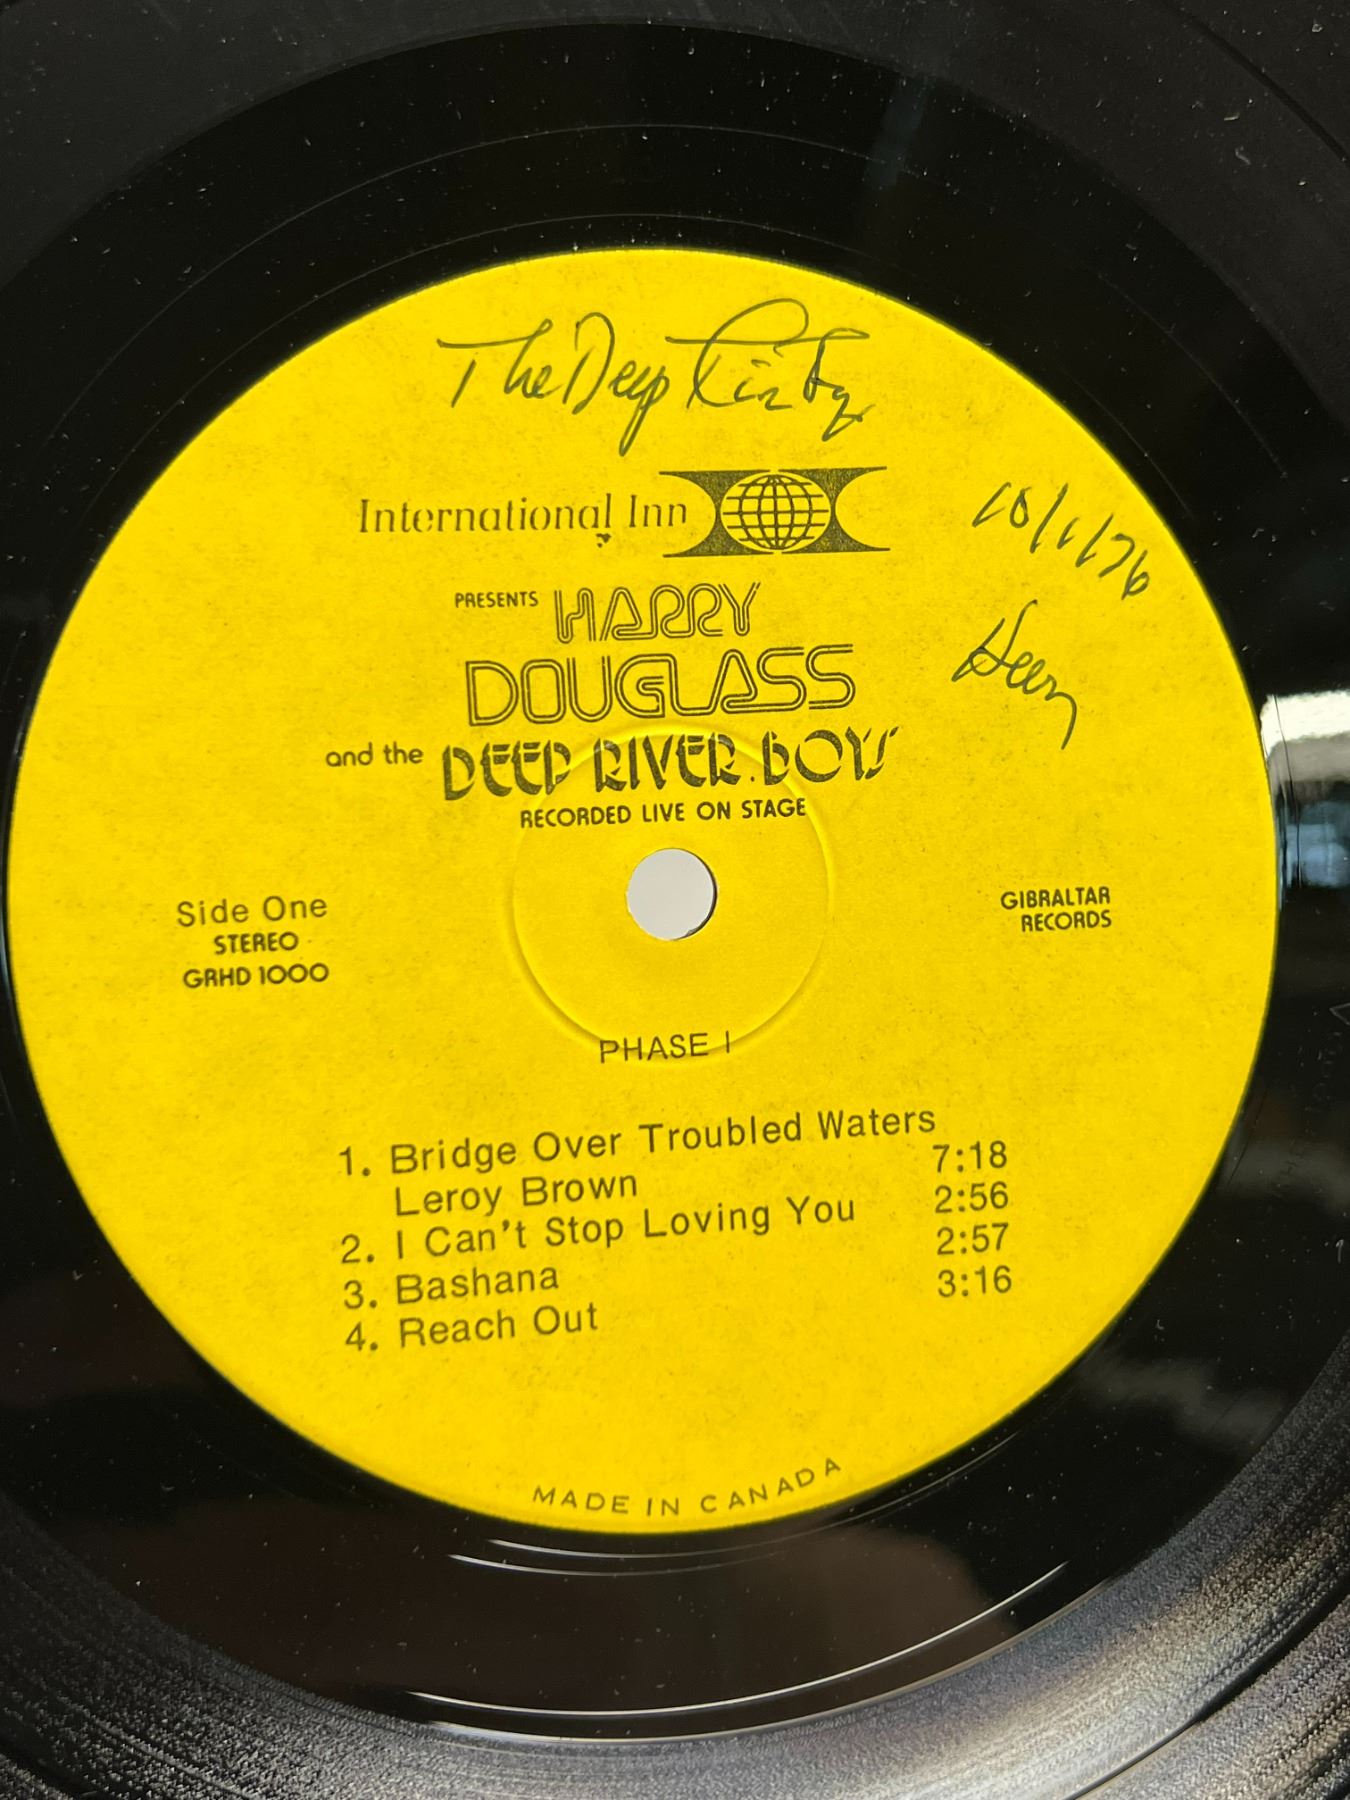 The Deep
International Inn
10/1/76
PRESENTS HARRY
DOUGLASS
and the DEEP RIVER BOYS
RECORDED LIVE ON STAGE
Side One
STEREO
GRHD 1000
GIBRALTAR
RECORDS
PHASE I
1. Bridge Over Troubled Waters
Leroy Brown 7:18
2. I Can't Stop Loving You 2:56
3. Bashana 2:57
4. Reach Out 3:16
MADE IN CANADA